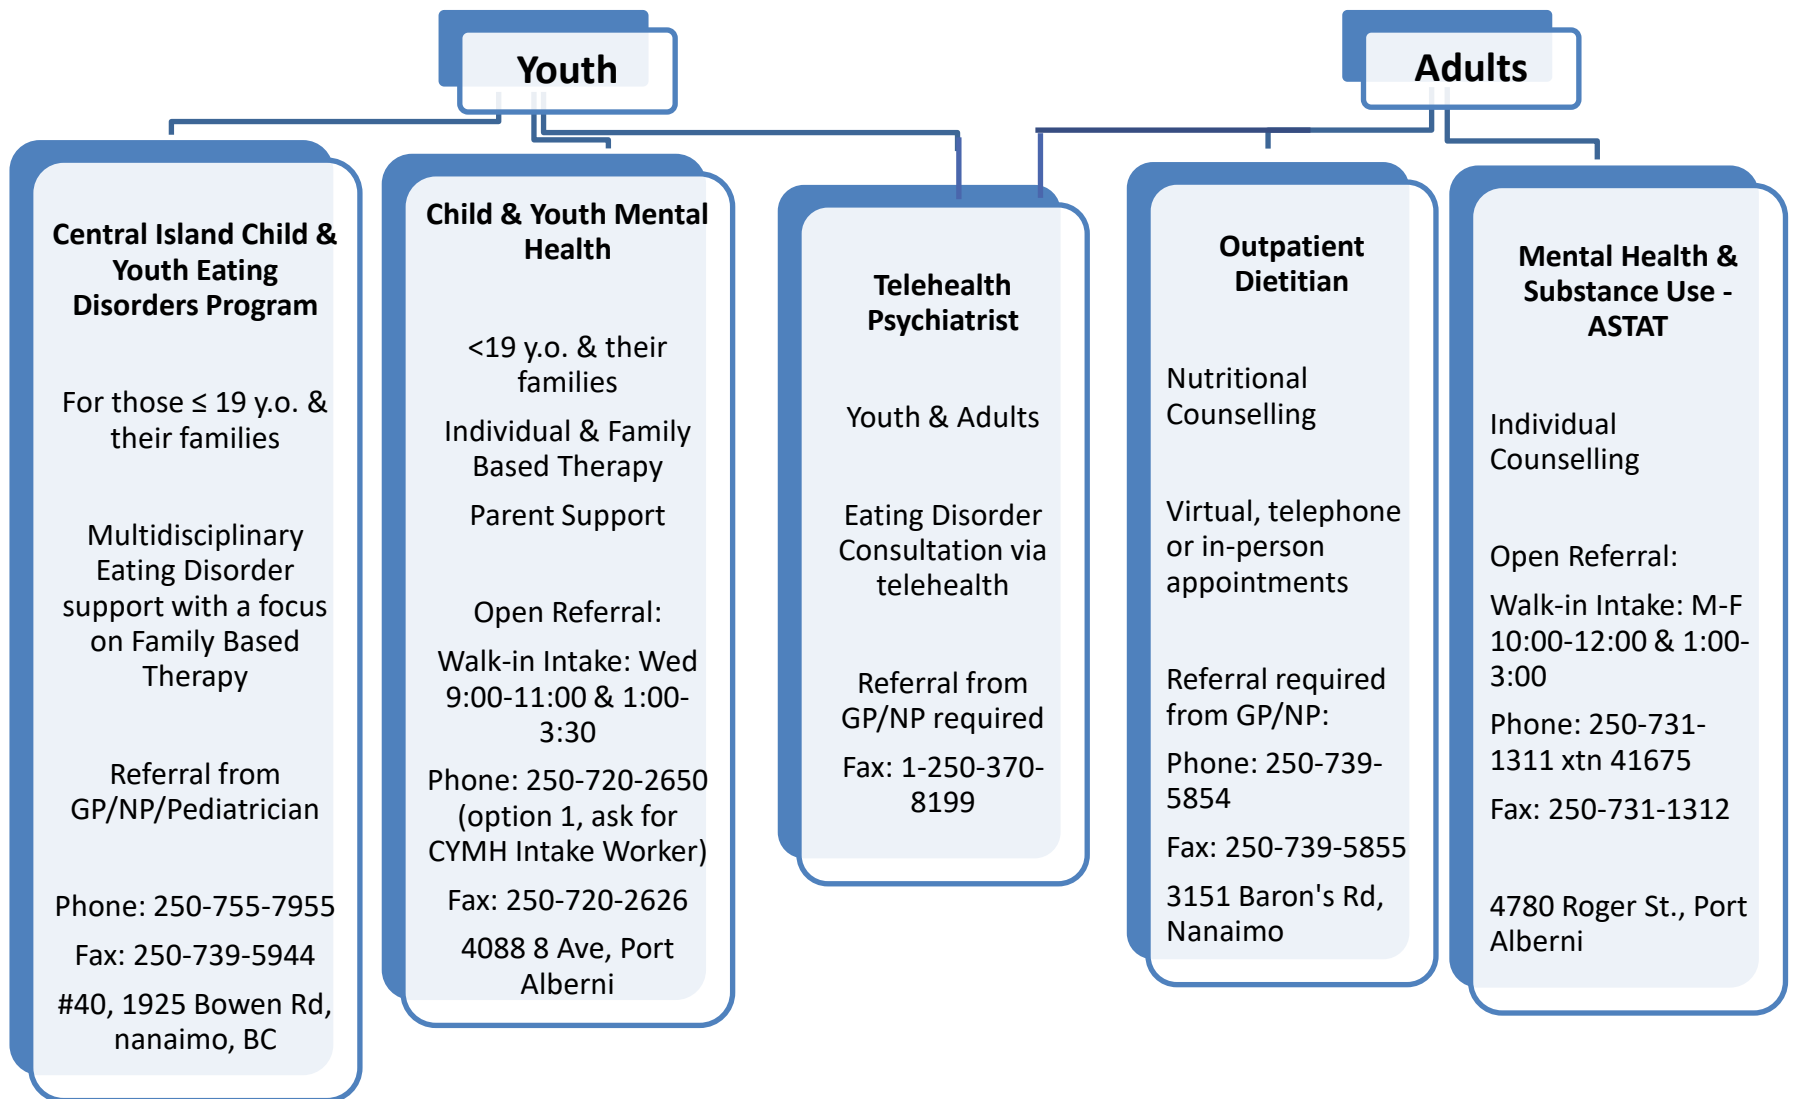 Youth
Adults
Central Island Child &
Youth Eating
Disorders Program
For those ≤ 19 y.o. &
their families
Multidisciplinary
Eating Disorder
support with a focus
on Family Based
Therapy
Referral from
GP/NP/Pediatrician
Phone: 250-755-7955
Fax: 250-739-5944
#40, 1925 Bowen Rd,
nanaimo, BC
Child & Youth Mental
Health
<19 y.o. & their
families
Individual & Family
Based Therapy
Parent Support
Open Referral:
Walk-in Intake: Wed
9:00-11:00 & 1:00-
3:30
Phone: 250-720-2650
(option 1, ask for
CYMH Intake Worker)
Fax: 250-720-2626
4088 8 Ave, Port
Alberni
Telehealth
Psychiatrist
Youth & Adults
Eating Disorder
Consultation via
telehealth
Referral from
GP/NP required
Fax: 1-250-370-
8199
Outpatient
Dietitian
Nutritional
Counselling
Virtual, telephone
or in-person
appointments
Referral required
from GP/NP:
Phone: 250-739-
5854
Fax: 250-739-5855
3151 Baron's Rd,
Nanaimo
Mental Health &
Substance Use -
ASTAT
Individual
Counselling
Open Referral:
Walk-in Intake: M-F
10:00-12:00 & 1:00-
3:00
Phone: 250-731-
1311 xtn 41675
Fax: 250-731-1312
4780 Roger St., Port
Alberni